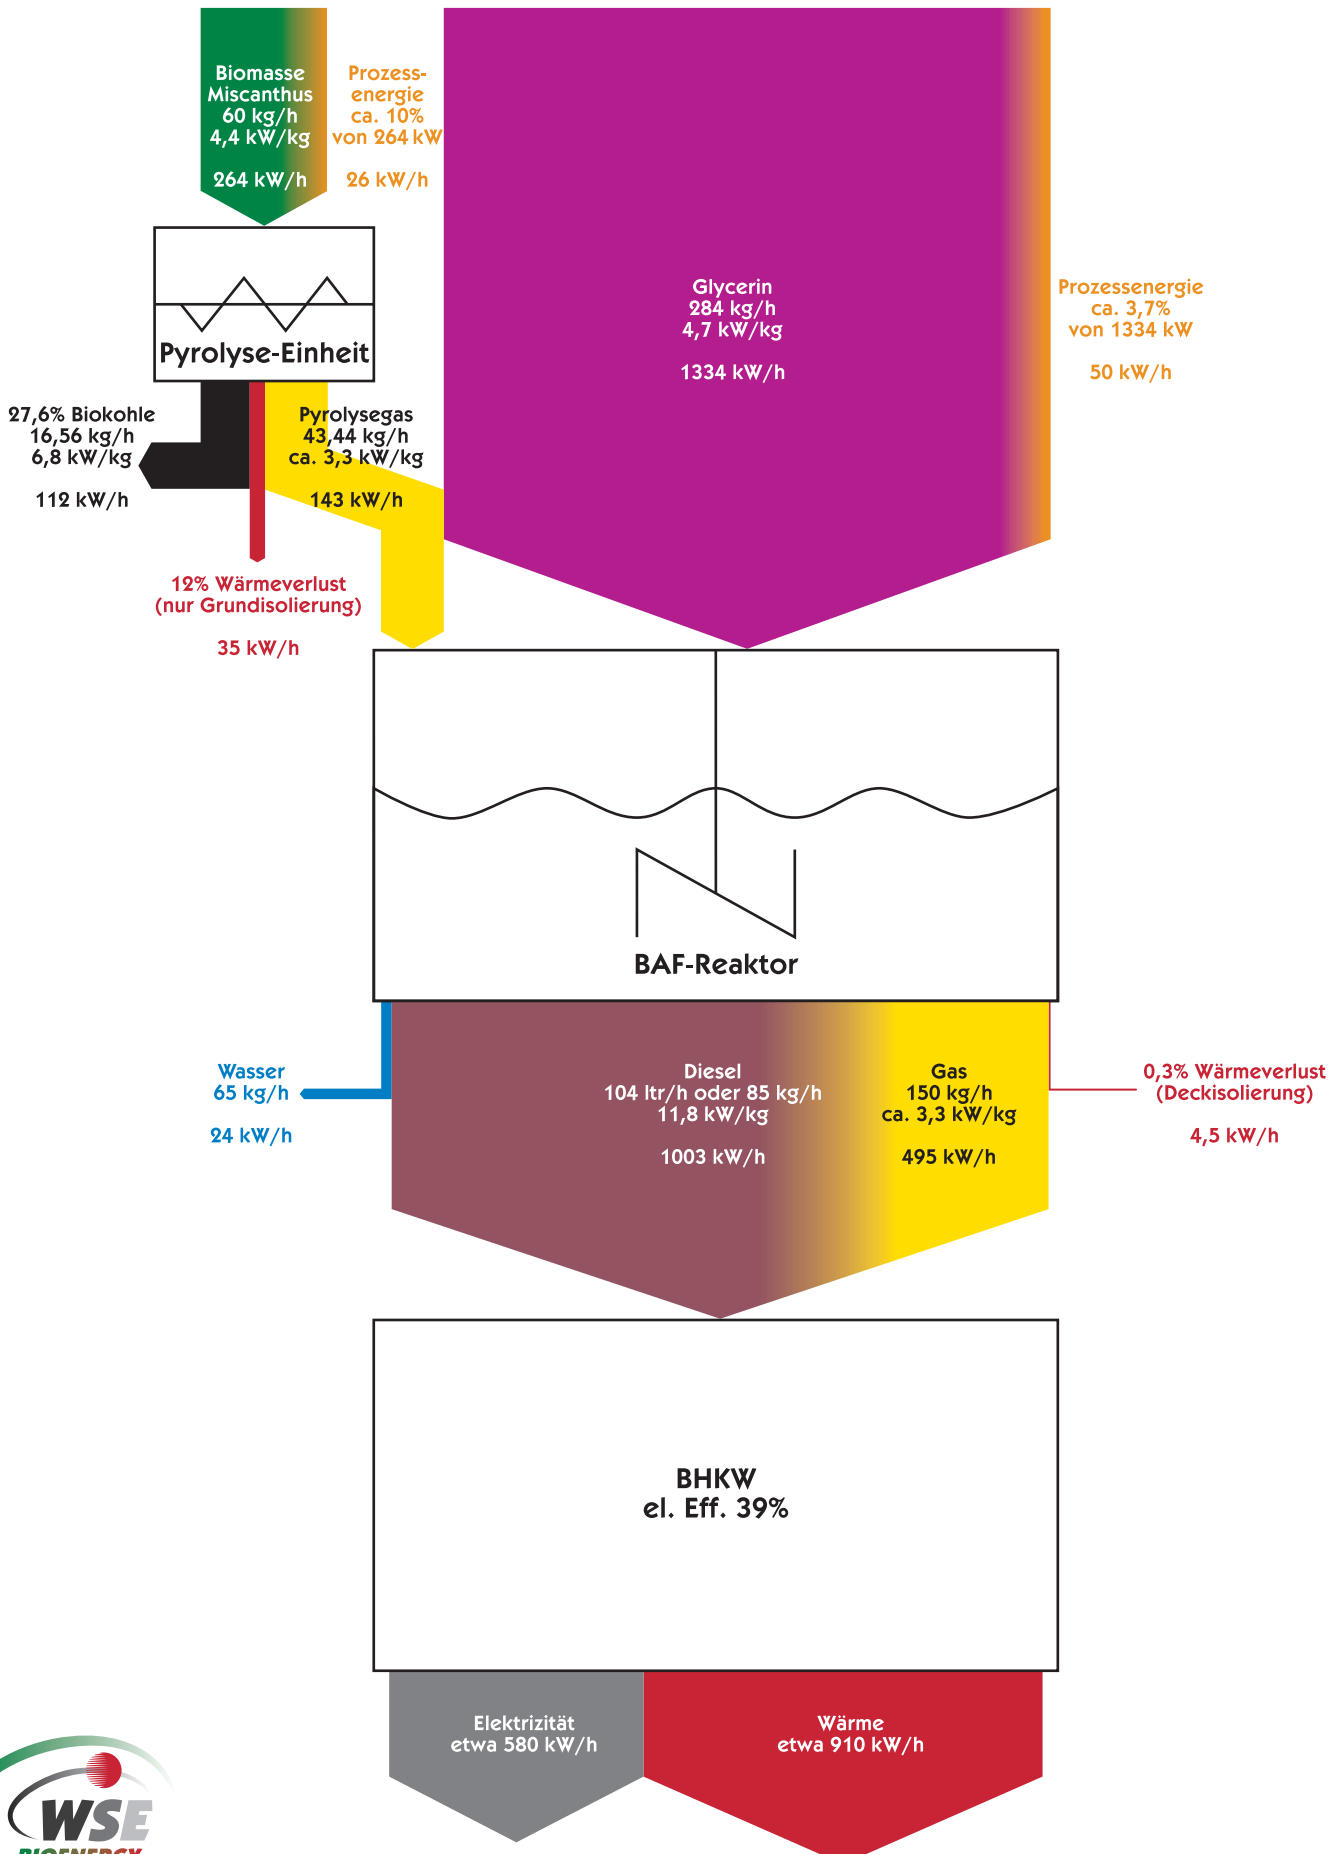 Biomasse
Miscanthus
60 kg/h
4,4 kW/kg
264 kW/h
Prozess-
energie
ca. 10%
von 264 kW
26 kW/h
Glycerin
284 kg/h
4,7 kW/kg
1334 kW/h
Prozessenergie
ca. 3,7%
von 1334 kW
50 kW/h
Pyrolyse-Einheit
27,6% Biokohle
16,56 kg/h
6,8 kW/kg
112 kW/h
Pyrolysegas
43,44 kg/h
ca. 3,3 kW/kg
143 kW/h
12% Wärmeverlust
(nur Grundisolierung)
35 kW/h
BAF-Reaktor
Wasser
65 kg/h
24 kW/h
Diesel
104 ltr/h oder 85 kg/h
11,8 kW/kg
1003 kW/h
Gas
150 kg/h
ca. 3,3 kW/kg
495 kW/h
0,3% Wärmeverlust
(Deckisolierung)
4,5 kW/h
BHKW
el. Eff. 39%
Elektrizität
etwa 580 kW/h
Wärme
etwa 910 kW/h
WSE
BIOENERGY